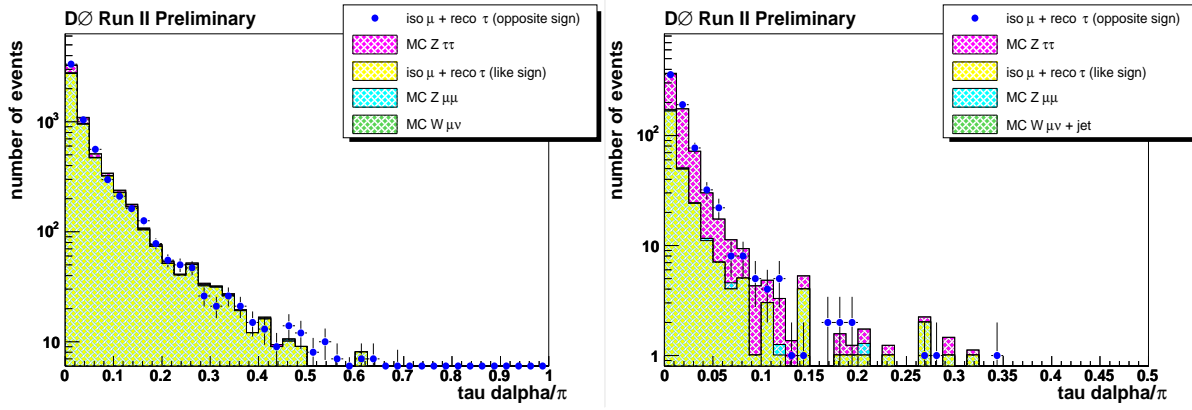 DØ Run II Preliminary
number of events
10³
10²
10
0 0.1 0.2 0.3 0.4 0.5 0.6 0.7 0.8 0.9 1
tau dalpha/π
iso μ + reco τ (opposite sign)
MC Z ττ
iso μ + reco τ (like sign)
MC Z μμ
MC W μν
DØ Run II Preliminary
number of events
10²
10
1
0 0.05 0.1 0.15 0.2 0.25 0.3 0.35 0.4 0.45 0.5
tau dalpha/π
iso μ + reco τ (opposite sign)
MC Z ττ
iso μ + reco τ (like sign)
MC Z μμ
MC W μν + jet